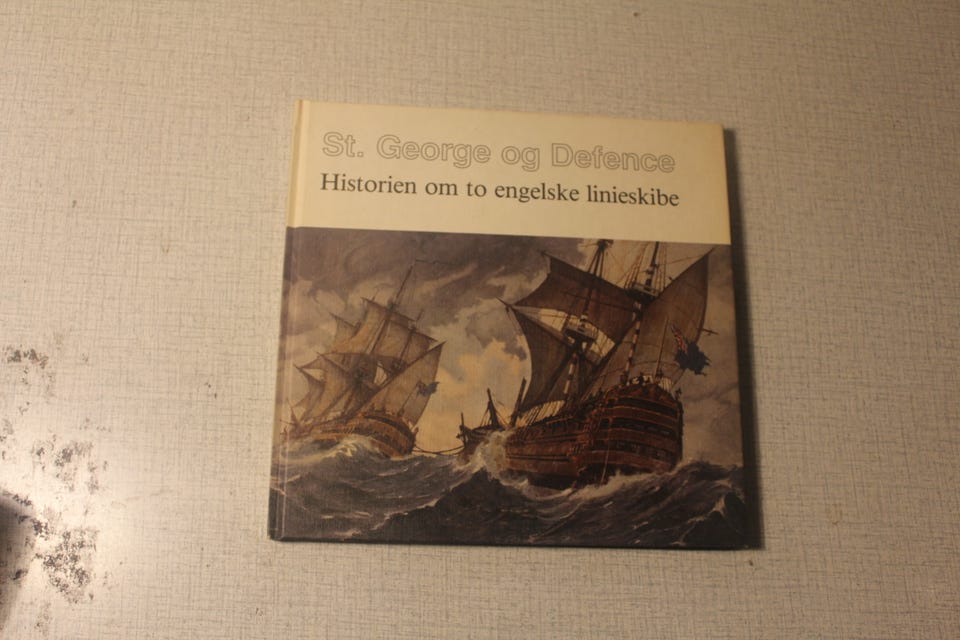 St. George og Defence
Historien om to engelske linieskibe